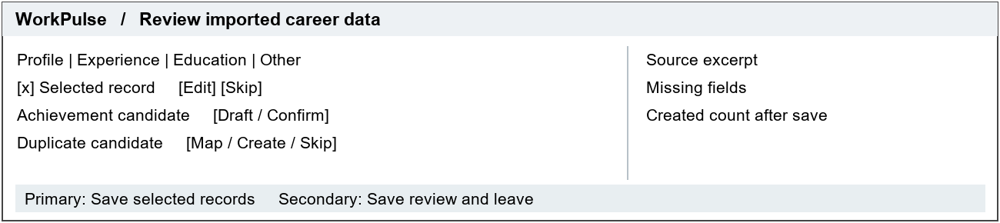 WorkPulse / Review imported career data
Profile | Experience | Education | Other
[x] Selected record [Edit] [Skip]
Achievement candidate [Draft / Confirm]
Duplicate candidate [Map / Create / Skip]
Source excerpt
Missing fields
Created count after save
Primary: Save selected records Secondary: Save review and leave